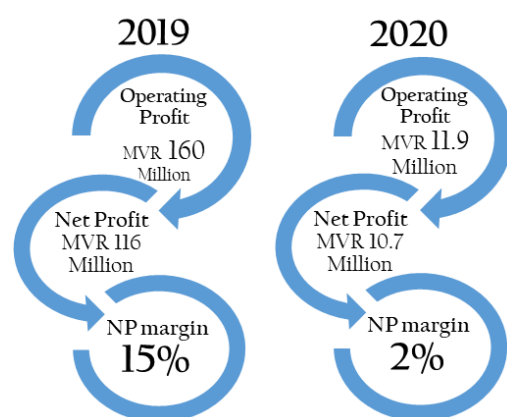 2019
Operating
Profit
MVR 160
Million
Net Profit
MVR 116
Million
NP margin
15%
2020
Operating
Profit
MVR 11.9
Million
Net Profit
MVR 10.7
Million
NP margin
2%